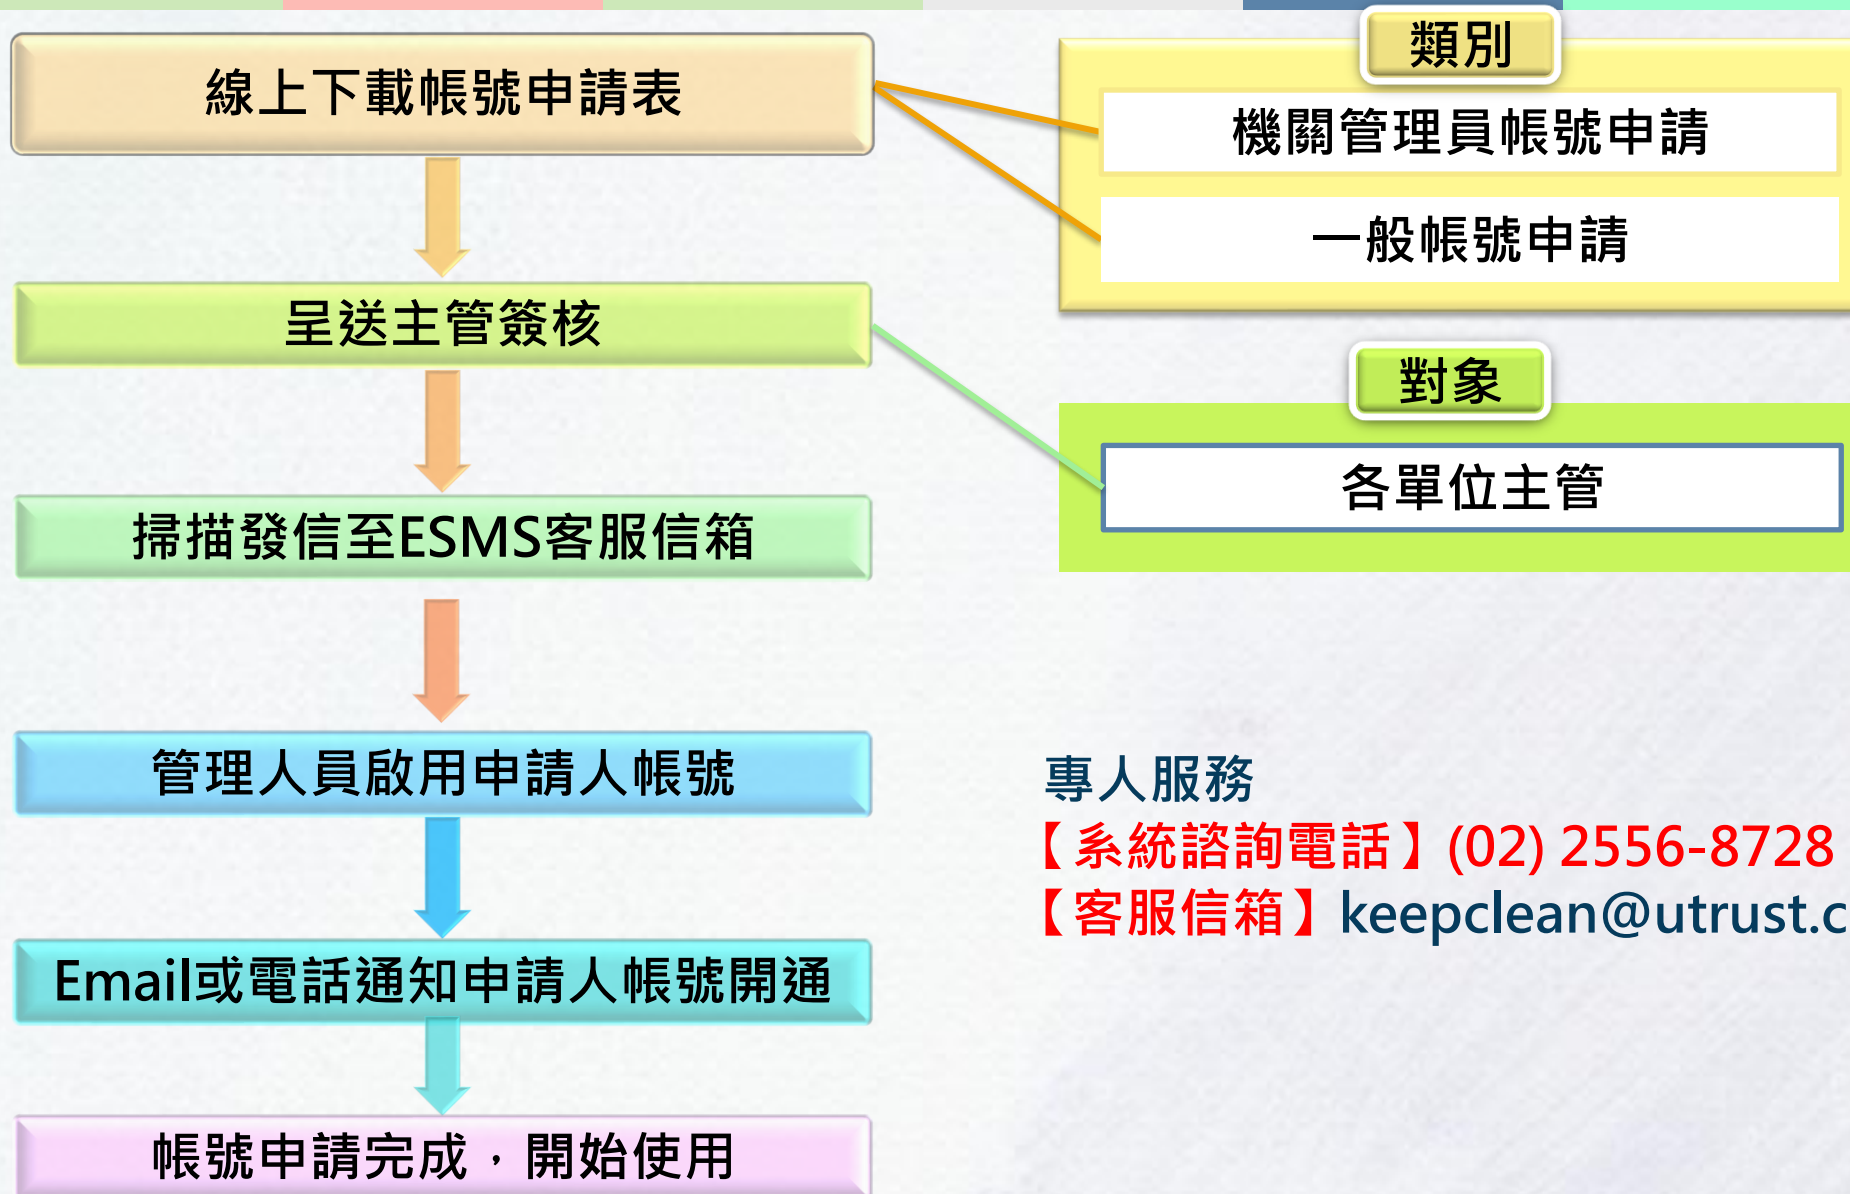 線上下載帳號申請表
呈送主管簽核
掃描發信至ESMS客服信箱
管理人員啟用申請人帳號
Email或電話通知申請人帳號開通
帳號申請完成，開始使用
類別
機關管理員帳號申請
一般帳號申請
對象
各單位主管
專人服務
【系統諮詢電話】(02) 2556-8728
【客服信箱】keepclean@utrust.c